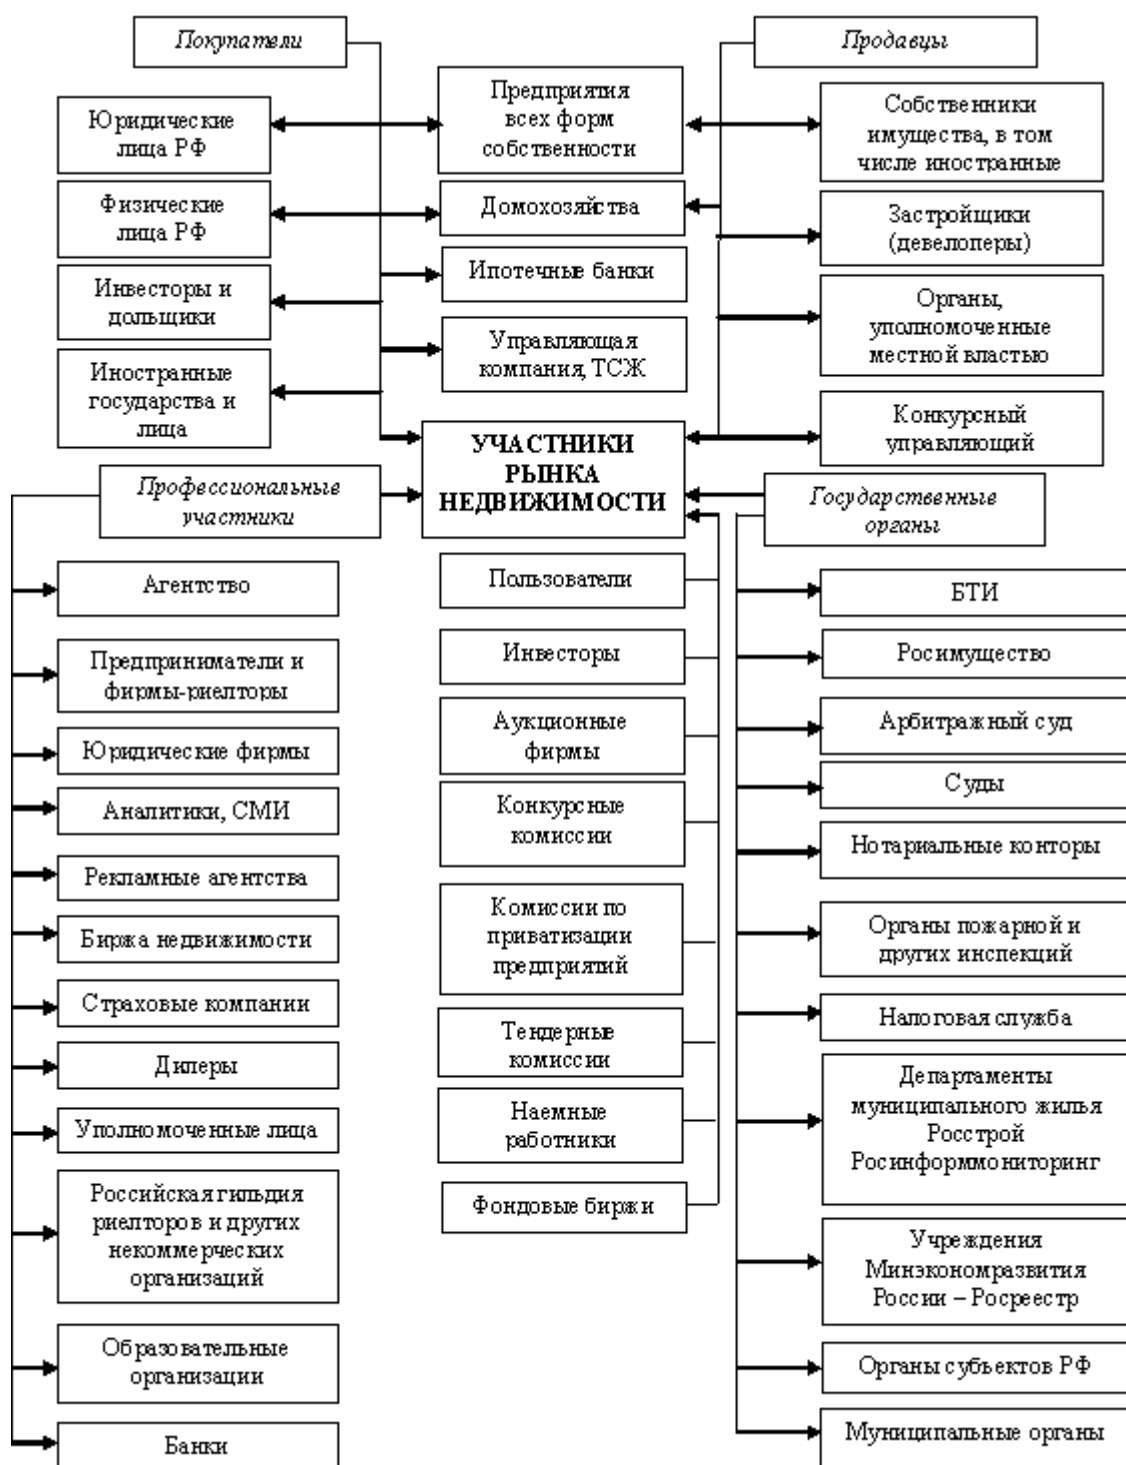 Покупатели
Продавцы
Юридические
лица РФ
Предприятия
всех форм
собственности
Собственники
имущества, в том
числе иностранные
Физические
лица РФ
Домохозяйства
Застройщики
(девелоперы)
Инвесторы и
дольщики
Ипотечные банки
Органы,
уполномоченные
местной властью
Иностранные
государства и
лица
Управляющая
компания, ТСЖ
Конкурсный
управляющий
УЧАСТНИКИ
РЫНКА
НЕДВИЖИМОСТИ
Профессиональные
участники
Государственные
органы
Агентство
Предприниматели и
фирмы-риелторы
Юридические фирмы
Аналитики, СМИ
Рекламные агентства
Биржа недвижимости
Страховые компании
Дилеры
Уполномоченные лица
Российская гильдия
риелторов и других
некоммерческих
организаций
Образовательные
организации
Банки
Пользователи
Инвесторы
Аукционные
фирмы
Конкурсные
комиссии
Комиссии по
приватизации
предприятий
Тендерные
комиссии
Наемные
работники
Фондовые биржи
БТИ
Росимущество
Арбитражный суд
Суды
Нотариальные конторы
Органы пожарной и
других инспекций
Налоговая служба
Департаменты
муниципального жилья
Росстрой
Росинформмониторинг
Учреждения
Минэкономразвития
России – Росреестр
Органы субъектов РФ
Муниципальные органы